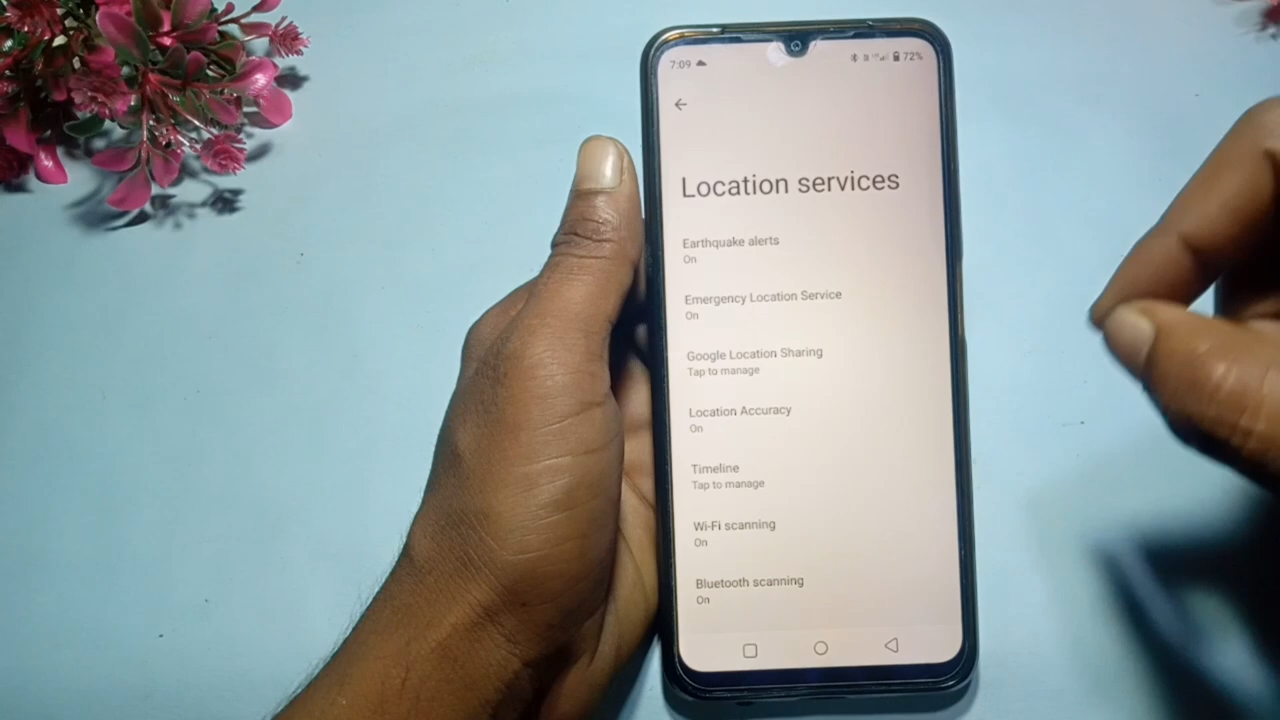 7:09
72%
Location services
Earthquake alerts
On
Emergency Location Service
On
Google Location Sharing
Tap to manage
Location Accuracy
On
Timeline
Tap to manage
Wi-Fi scanning
On
Bluetooth scanning
On